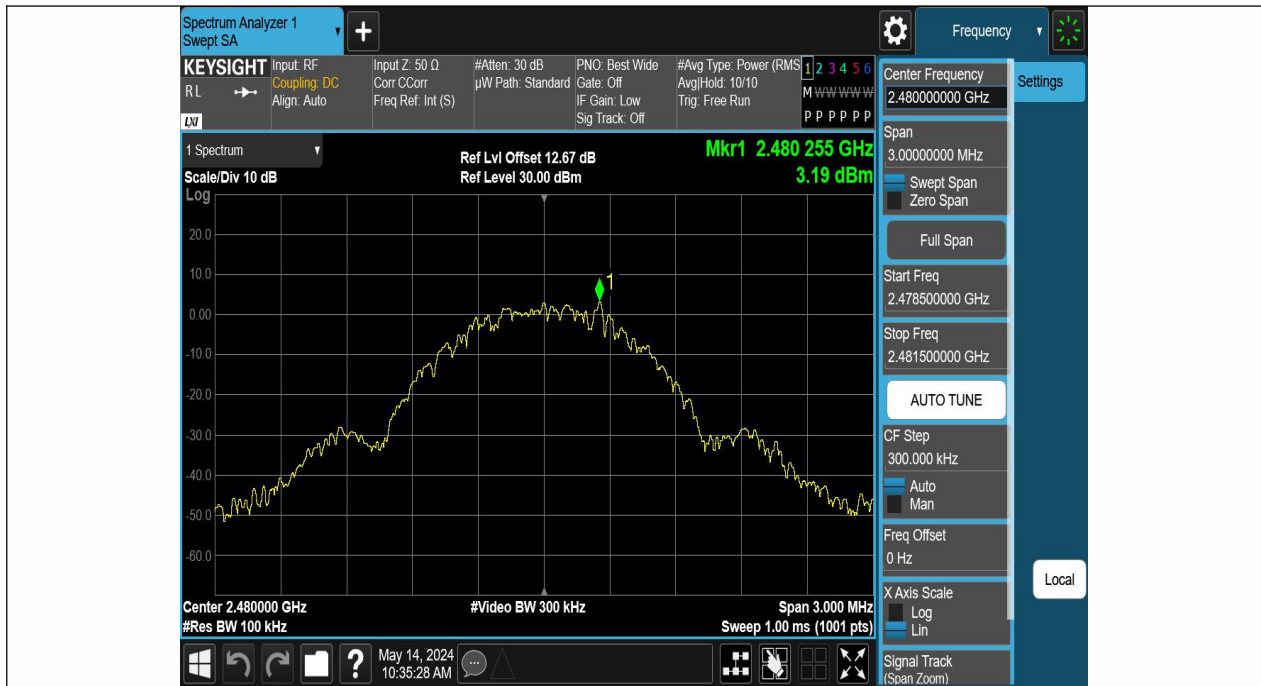 Spectrum Analyzer 1
Swept SA
+
Frequency
KEYSIGHT
R L
LXI
Input: RF
Coupling: DC
Align: Auto
Input Z: 50 Ω
Corr CCorr
Freq Ref: Int (S)
#Atten: 30 dB
µW Path: Standard
PNO: Best Wide
Gate: Off
IF Gain: Low
Sig Track: Off
#Avg Type: Power (RMS
Avg|Hold: 10/10
Trig: Free Run
1 2 3 4 5 6
M W W W W W
P P P P P P
1 Spectrum
Scale/Div 10 dB
Log
Ref Lvl Offset 12.67 dB
Ref Level 30.00 dBm
Mkr1 2.480 255 GHz
3.19 dBm
20.0
10.0
0.00
-10.0
-20.0
-30.0
-40.0
-50.0
-60.0
1
Center 2.480000 GHz
#Res BW 100 kHz
#Video BW 300 kHz
Span 3.000 MHz
Sweep 1.00 ms (1001 pts)
Center Frequency
2.480000000 GHz
Settings
Span
3.00000000 MHz
Swept Span
Zero Span
Full Span
Start Freq
2.478500000 GHz
Stop Freq
2.481500000 GHz
AUTO TUNE
CF Step
300.000 kHz
Auto
Man
Freq Offset
0 Hz
X Axis Scale
Log
Lin
Local
Signal Track
(Span Zoom)
?
May 14, 2024
10:35:28 AM